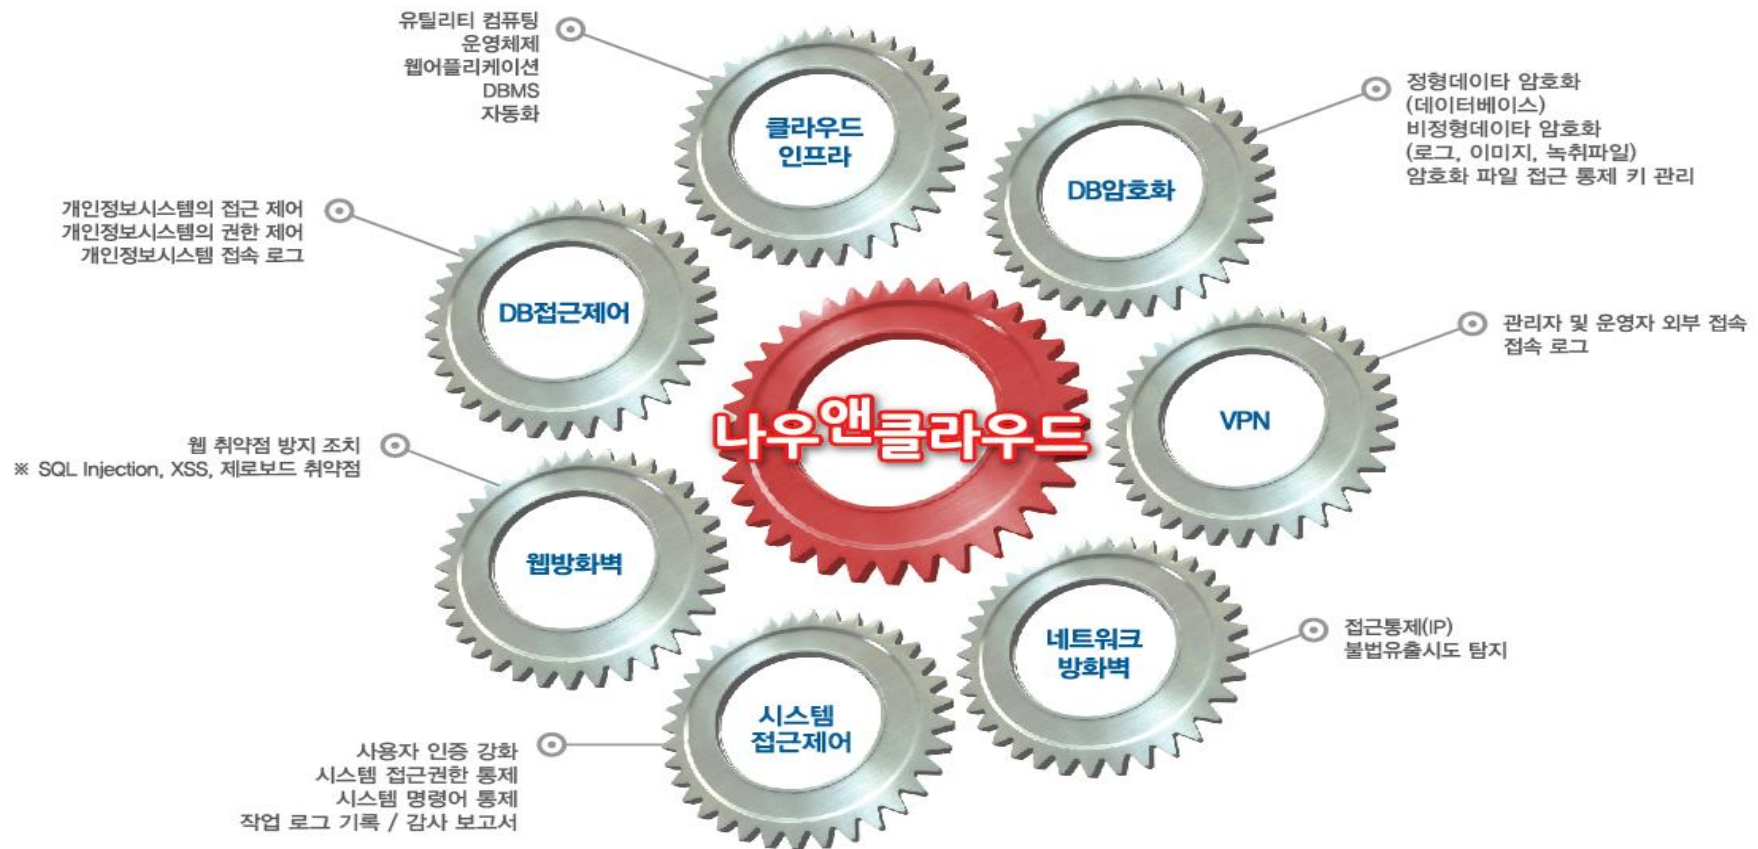 유틸리티 컴퓨팅
운영체제
웹어플리케이션
DBMS
자동화
클라우드
인프라
정형데이타 암호화
(데이터베이스)
비정형데이타 암호화
(로그, 이미지, 녹취파일)
암호화 파일 접근 통제 키 관리
DB암호화
개인정보시스템의 접근 제어
개인정보시스템의 권한 제어
개인정보시스템 접속 로그
DB접근제어
관리자 및 운영자 외부 접속
접속 로그
VPN
나우앤클라우드
웹 취약점 방지 조치
※ SQL Injection, XSS, 제로보드 취약점
웹방화벽
네트워크
방화벽
접근통제(IP)
불법유출시도 탐지
시스템
접근제어
사용자 인증 강화
시스템 접근권한 통제
시스템 명령어 통제
작업 로그 기록 / 감사 보고서